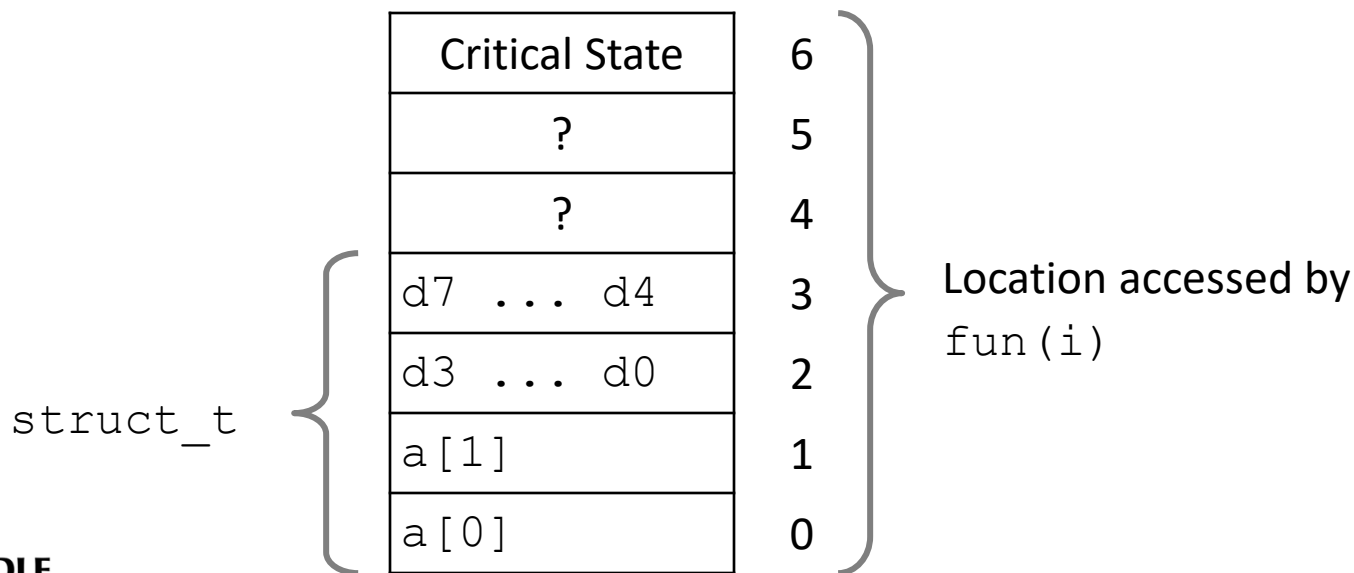 Critical State 6
? 5
? 4
d7 ... d4 3
Location accessed by
fun(i)
d3 ... d0 2
struct_t
a[1] 1
a[0] 0